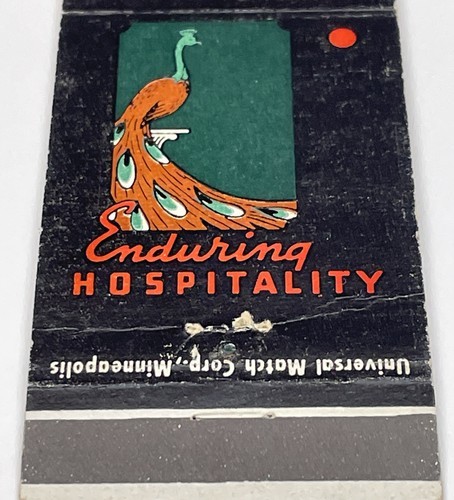 Enduring
HOSPITALITY
Universal Match Corp., Minneapolis